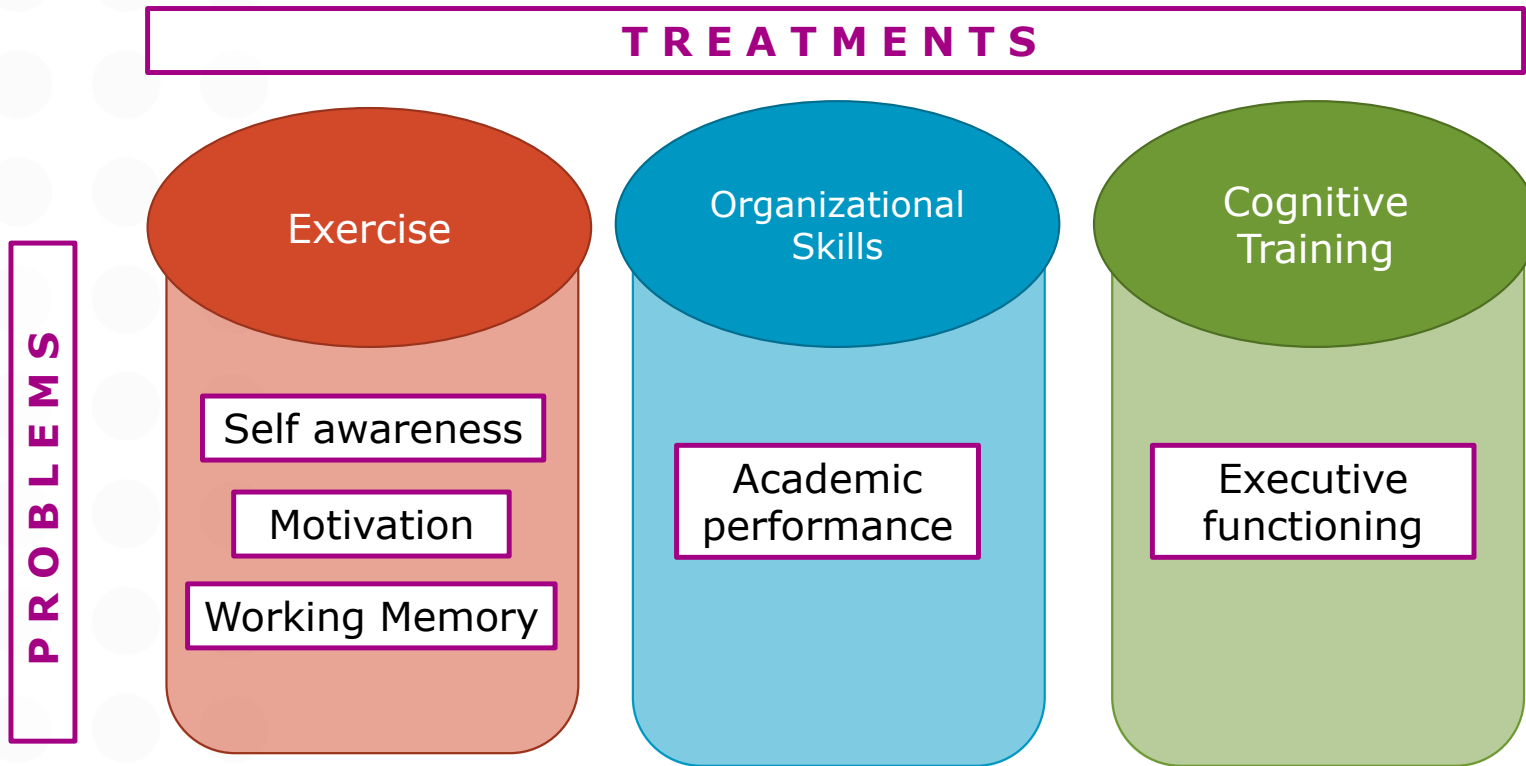 TREATMENTS
PROBLEMS
Exercise
Self awareness
Motivation
Working Memory
Organizational
Skills
Academic
performance
Cognitive
Training
Executive
functioning